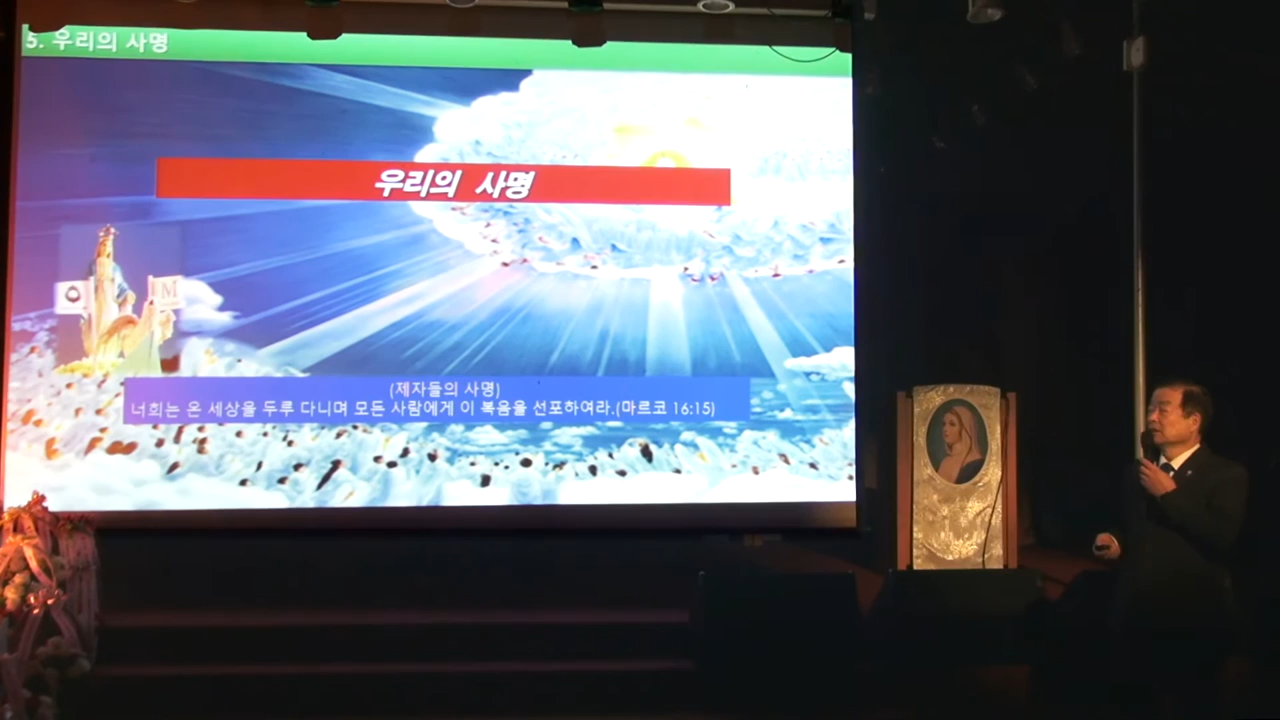 5. 우리의 사명
우리의 사명
M
(제자들의 사명)
너희는 온 세상을 두루 다니며 모든 사람에게 이 복음을 선포하여라.(마르코 16:15)